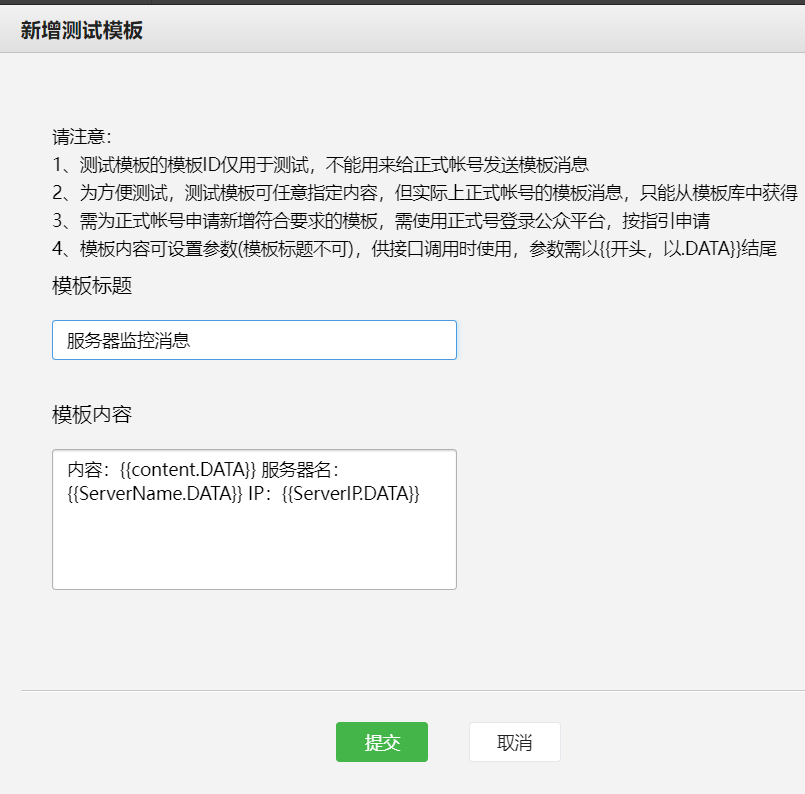 新增测试模板
请注意：
1、测试模板的模板ID仅用于测试，不能用来给正式帐号发送模板消息
2、为方便测试，测试模板可任意指定内容，但实际上正式帐号的模板消息，只能从模板库中获得
3、需为正式帐号申请新增符合要求的模板，需使用正式号登录公众平台，按指引申请
4、模板内容可设置参数(模板标题不可)，供接口调用时使用，参数需以{{开头，以.DATA}}结尾
模板标题
服务器监控消息
模板内容
内容：{{content.DATA}} 服务器名：
{{ServerName.DATA}} IP：{{ServerIP.DATA}}
提交
取消